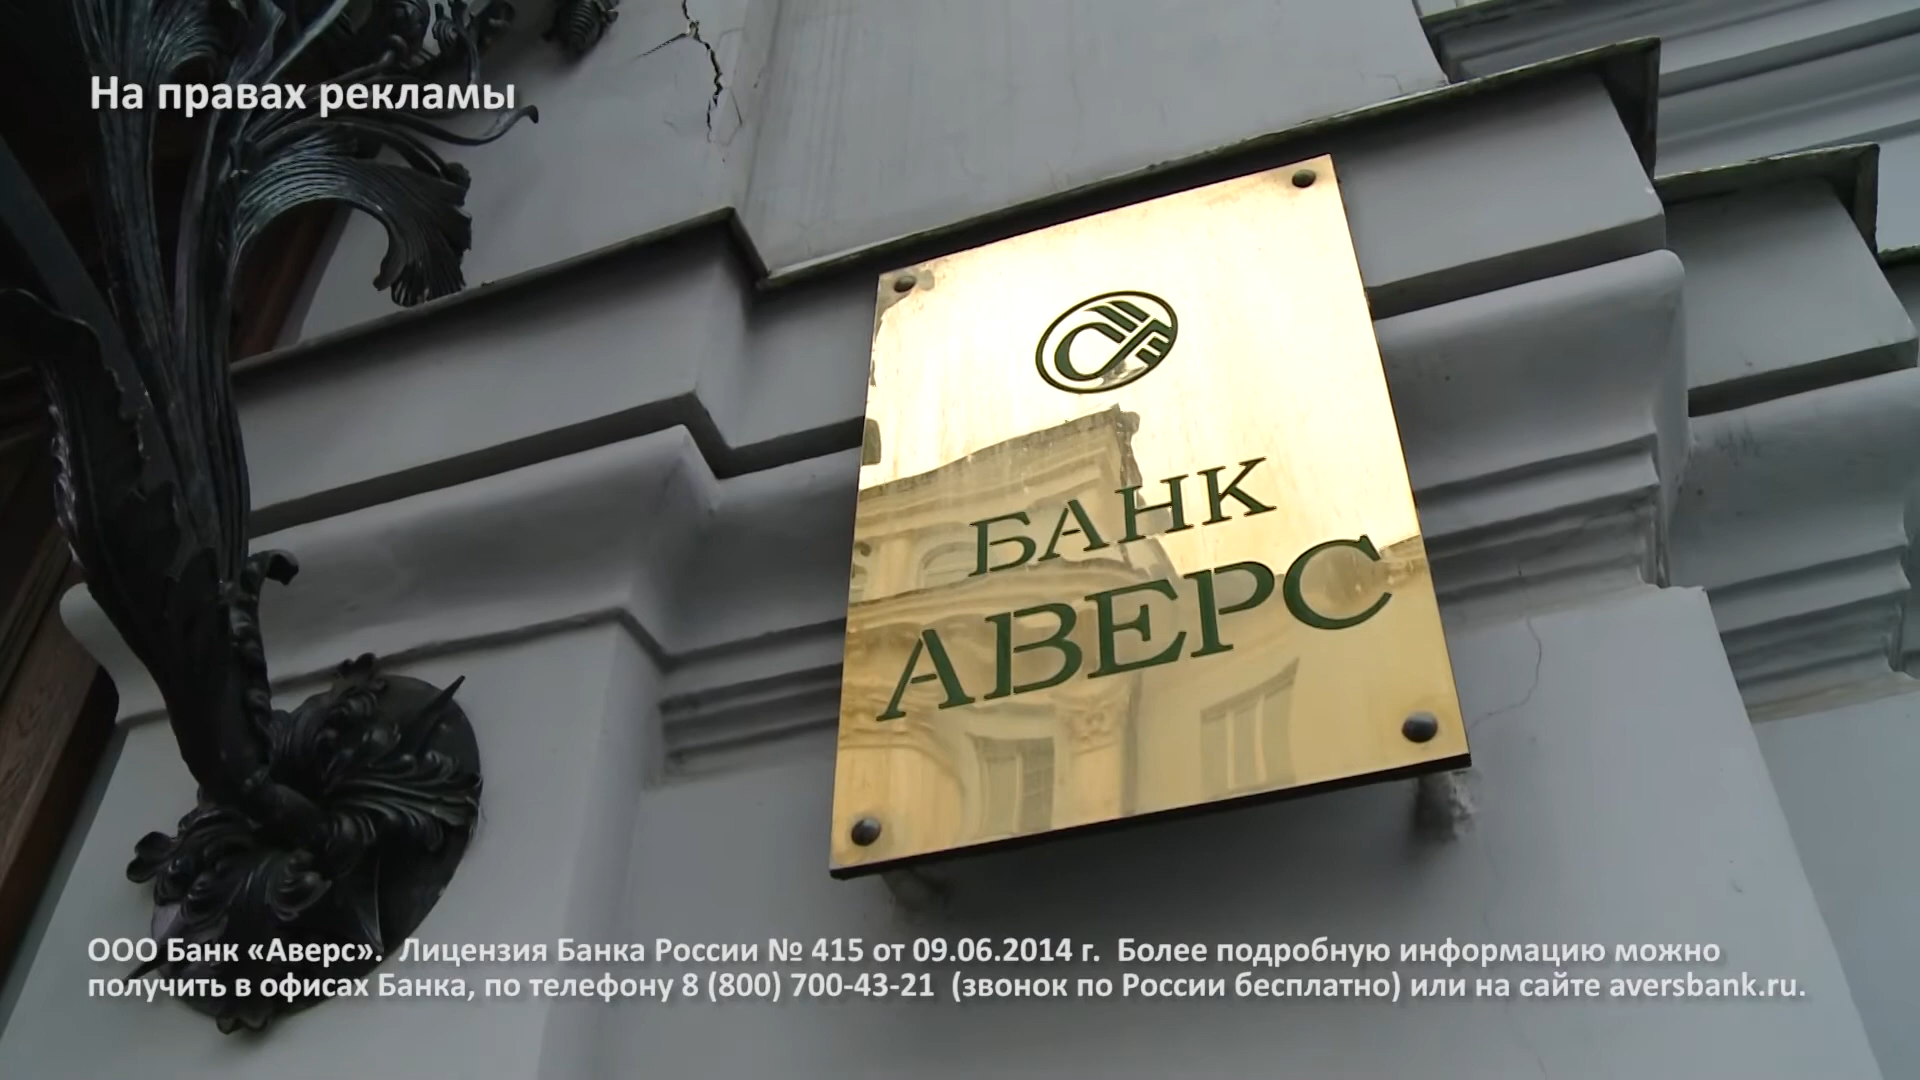 На правах рекламы
БАНК
АВЕРС
ООО Банк «Аверс». Лицензия Банка России № 415 от 09.06.2014 г. Более подробную информацию можно
получить в офисах Банка, по телефону 8 (800) 700-43-21 (звонок по России бесплатно) или на сайте aversbank.ru.